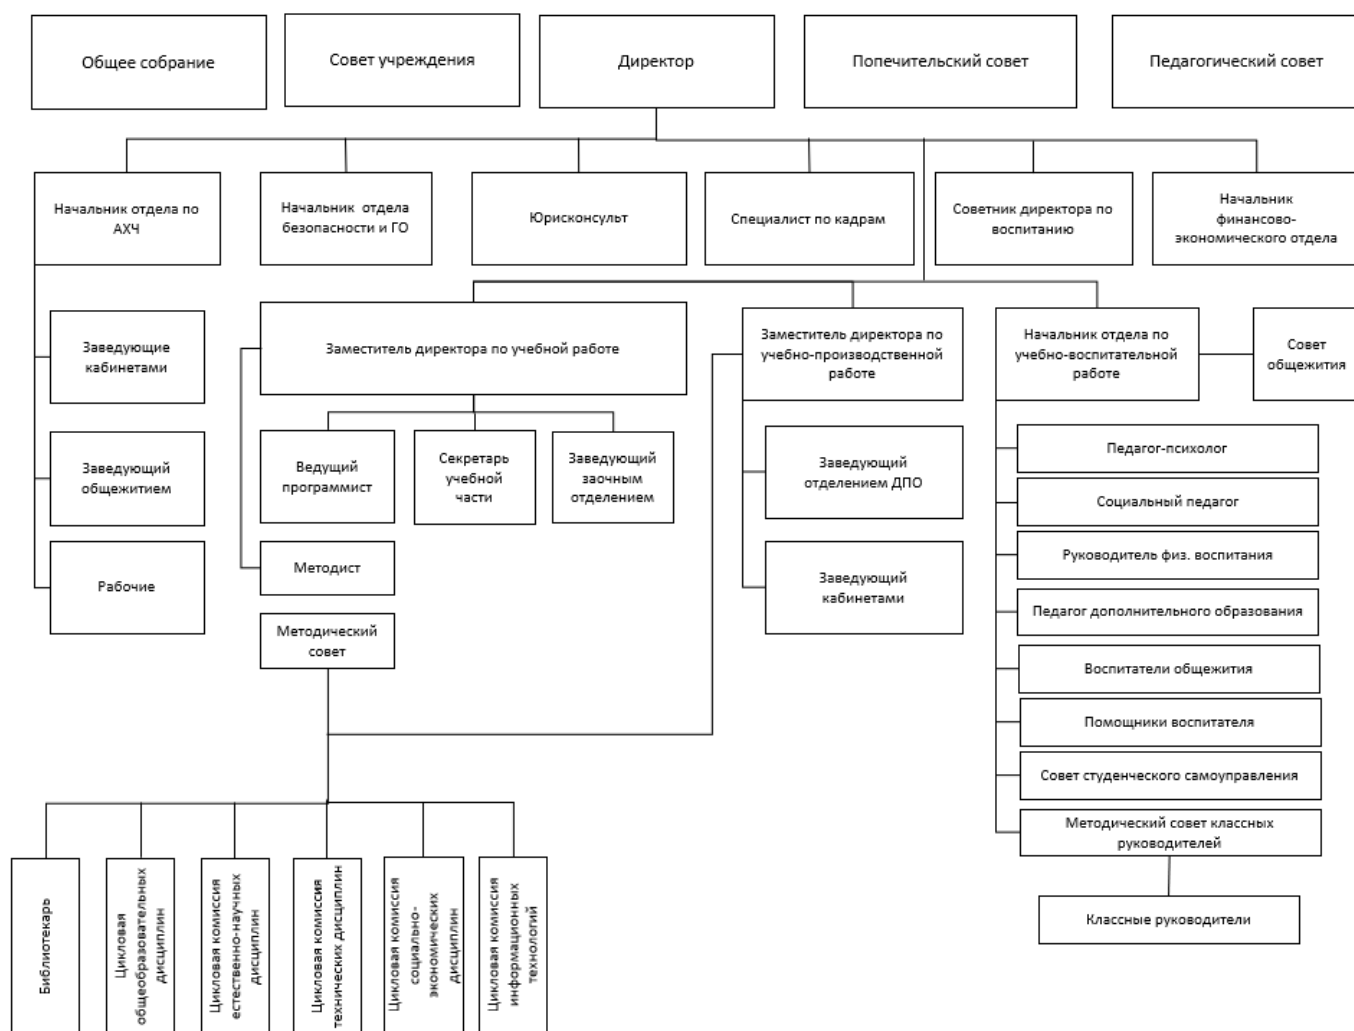 Общее собрание
Совет учреждения
Директор
Попечительский совет
Педагогический совет
Начальник отдела по
АХЧ
Начальник отдела
безопасности и ГО
Юрисконсульт
Специалист по кадрам
Советник директора по
воспитанию
Начальник
финансово-
экономического отдела
Заведующие
кабинетами
Заместитель директора по учебной работе
Заместитель директора по
учебно-производственной
работе
Начальник отдела по
учебно-воспитательной
работе
Совет
общежития
Заведующий
общежитием
Ведущий
программист
Секретарь
учебной
части
Заведующий
заочным
отделением
Заведующий
отделением ДПО
Педагог-психолог
Социальный педагог
Рабочие
Методист
Заведующий
кабинетами
Руководитель физ. воспитания
Педагог дополнительного образования
Методический
совет
Воспитатели общежития
Помощники воспитателя
Совет студенческого самоуправления
Методический совет классных
руководителей
Классные руководители
Библиотекарь
Цикловая
общеобразовательных
дисциплин
Цикловая комиссия
естественно-научных
дисциплин
Цикловая комиссия
технических дисциплин
Цикловая комиссия
социально-
экономических
дисциплин
Цикловая комиссия
информационных
технологий